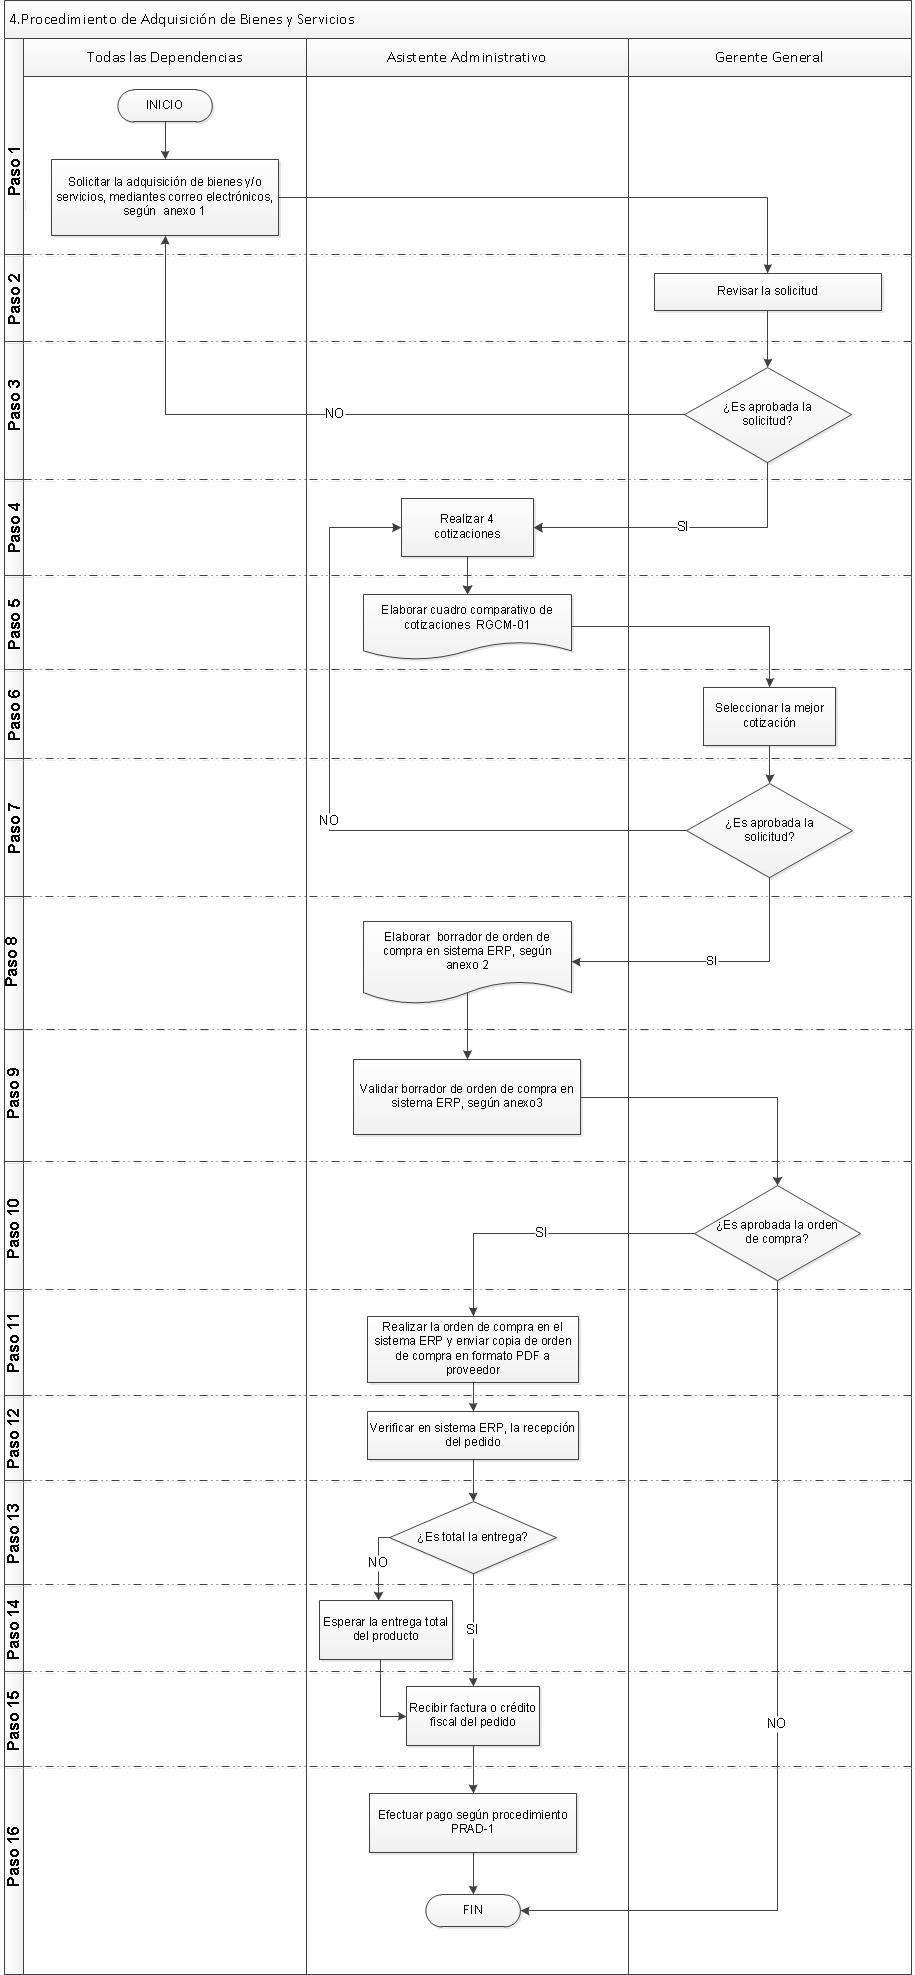 4.Procedimiento de Adquisición de Bienes y Servicios
Todas las Dependencias
Asistente Administrativo
Gerente General
Paso 1
INICIO
Solicitar la adquisición de bienes y/o
servicios, mediantes correo electrónicos,
según anexo 1
Paso 2
Revisar la solicitud
Paso 3
¿Es aprobada la
solicitud?
NO
Paso 4
Realizar 4
cotizaciones
SI
Paso 5
Elaborar cuadro comparativo de
cotizaciones RGCM-01
Paso 6
Seleccionar la mejor
cotización
Paso 7
¿Es aprobada la
solicitud?
NO
Paso 8
Elaborar borrador de orden de
compra en sistema ERP, según
anexo 2
SI
Paso 9
Validar borrador de orden de compra en
sistema ERP, según anexo3
Paso 10
¿Es aprobada la orden
de compra?
SI
Paso 11
Realizar la orden de compra en el
sistema ERP y enviar copia de orden
de compra en formato PDF a
proveedor
Paso 12
Verificar en sistema ERP, la recepción
del pedido
Paso 13
¿Es total la entrega?
NO
Paso 14
Esperar la entrega total
del producto
SI
Paso 15
Recibir factura o crédito
fiscal del pedido
NO
Paso 16
Efectuar pago según procedimiento
PRAD-1
FIN